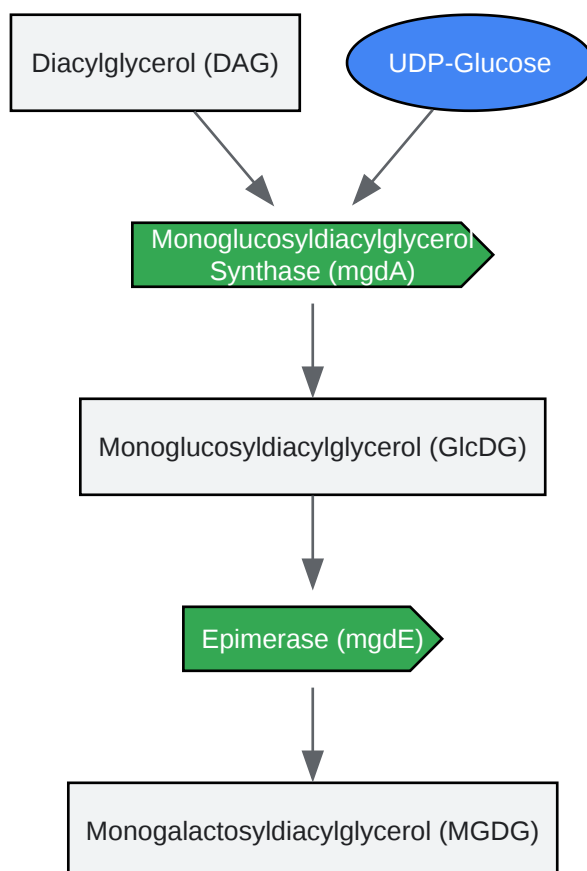 Diacylglycerol (DAG)
UDP-Glucose
Monoglucosyldiacylglycerol
Synthase (mgdA)
Monoglucosyldiacylglycerol (GlcDG)
Epimerase (mgdE)
Monogalactosyldiacylglycerol (MGDG)